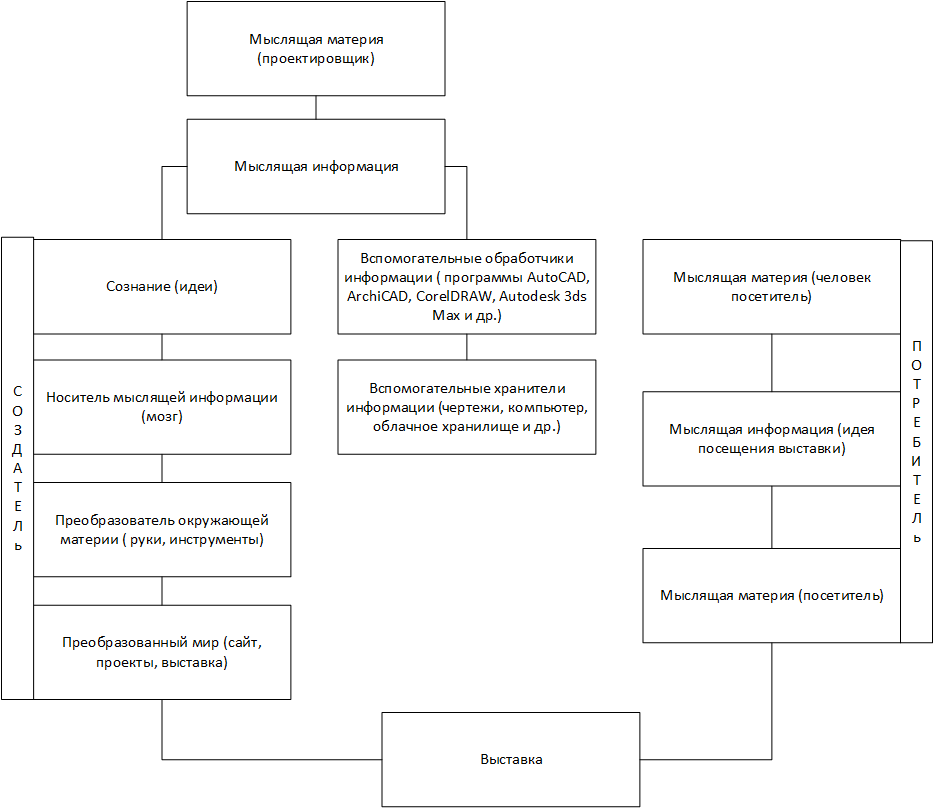 Мыслящая материя
(проектировщик)
Мыслящая информация
СОЗДАТЕЛЬ
Сознание (идеи)
Носитель мыслящей информации
(мозг)
Преобразователь окружающей
материи ( руки, инструменты)
Преобразованный мир (сайт,
проекты, выставка)
Вспомогательные обработчики
информации ( программы AutoCAD,
ArchiCAD, CorelDRAW, Autodesk 3ds
Max и др.)
Вспомогательные хранители
информации (чертежи, компьютер,
облачное хранилище и др.)
Мыслящая материя (человек
посетитель)
Мыслящая информация (идея
посещения выставки)
Мыслящая материя (посетитель)
ПОТРЕБИТЕЛЬ
Выставка